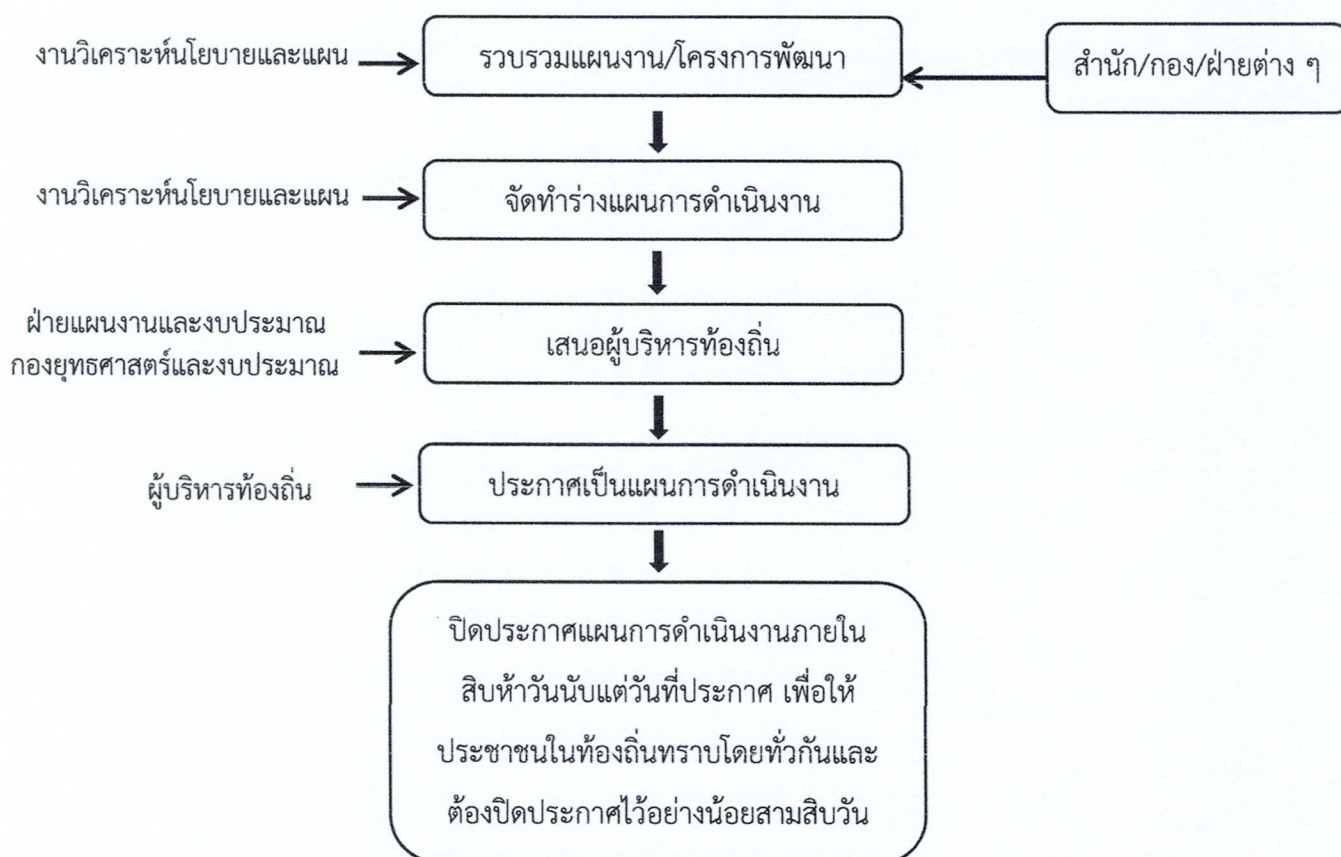 งานวิเคราะห์นโยบายและแผน
รวบรวมแผนงาน/โครงการพัฒนา
สำนัก/กอง/ฝ่ายต่าง ๆ
งานวิเคราะห์นโยบายและแผน
จัดทำร่างแผนการดำเนินงาน
ฝ่ายแผนงานและงบประมาณ
กองยุทธศาสตร์และงบประมาณ
เสนอผู้บริหารท้องถิ่น
ผู้บริหารท้องถิ่น
ประกาศเป็นแผนการดำเนินงาน
ปิดประกาศแผนการดำเนินงานภายใน
สิบห้าวันนับแต่วันที่ประกาศ เพื่อให้
ประชาชนในท้องถิ่นทราบโดยทั่วกันและ
ต้องปิดประกาศไว้อย่างน้อยสามสิบวัน